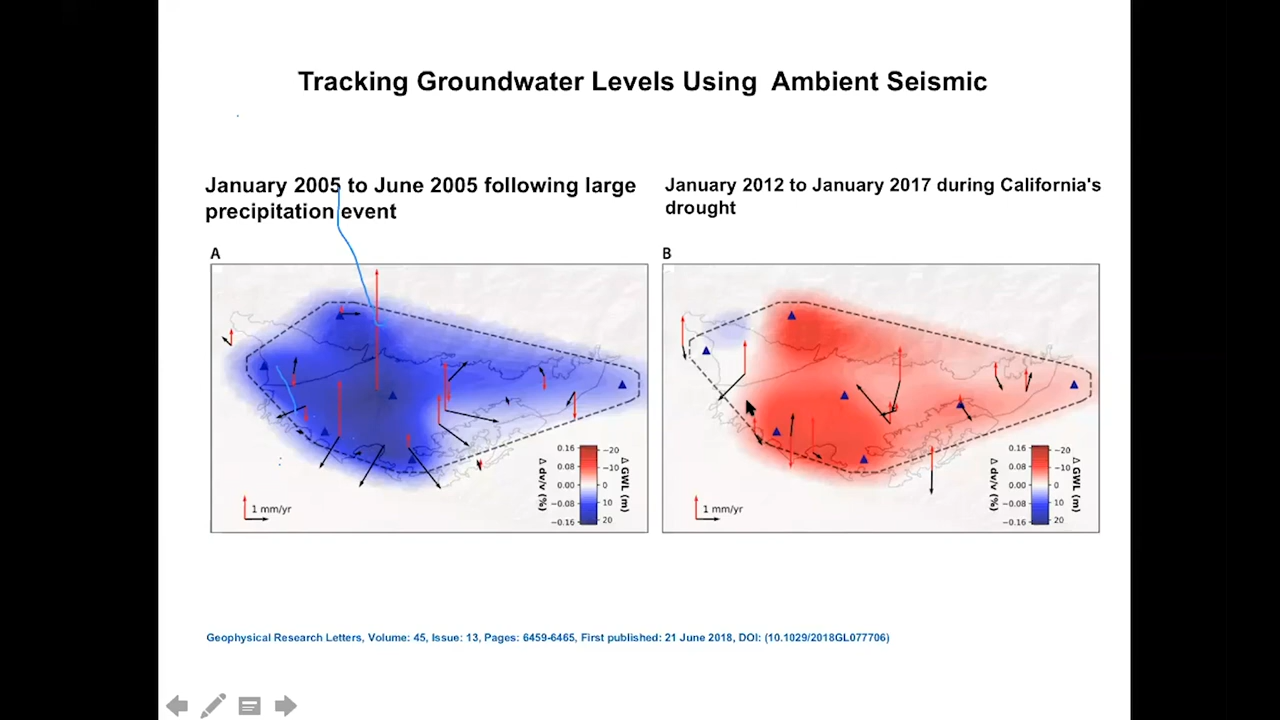 Tracking Groundwater Levels Using Ambient Seismic
January 2005 to June 2005 following large
precipitation event
January 2012 to January 2017 during California's
drought
A
B
0.16
0.08
0.00
−0.08
−0.16
−20
−10
0
10
20
Δ dv/v (%)
Δ GWL (m)
1 mm/yr
0.16
0.08
0.00
−0.08
−0.16
−20
−10
0
10
20
Δ dv/v (%)
Δ GWL (m)
1 mm/yr
Geophysical Research Letters, Volume: 45, Issue: 13, Pages: 6459-6465, First published: 21 June 2018, DOI: (10.1029/2018GL077706)